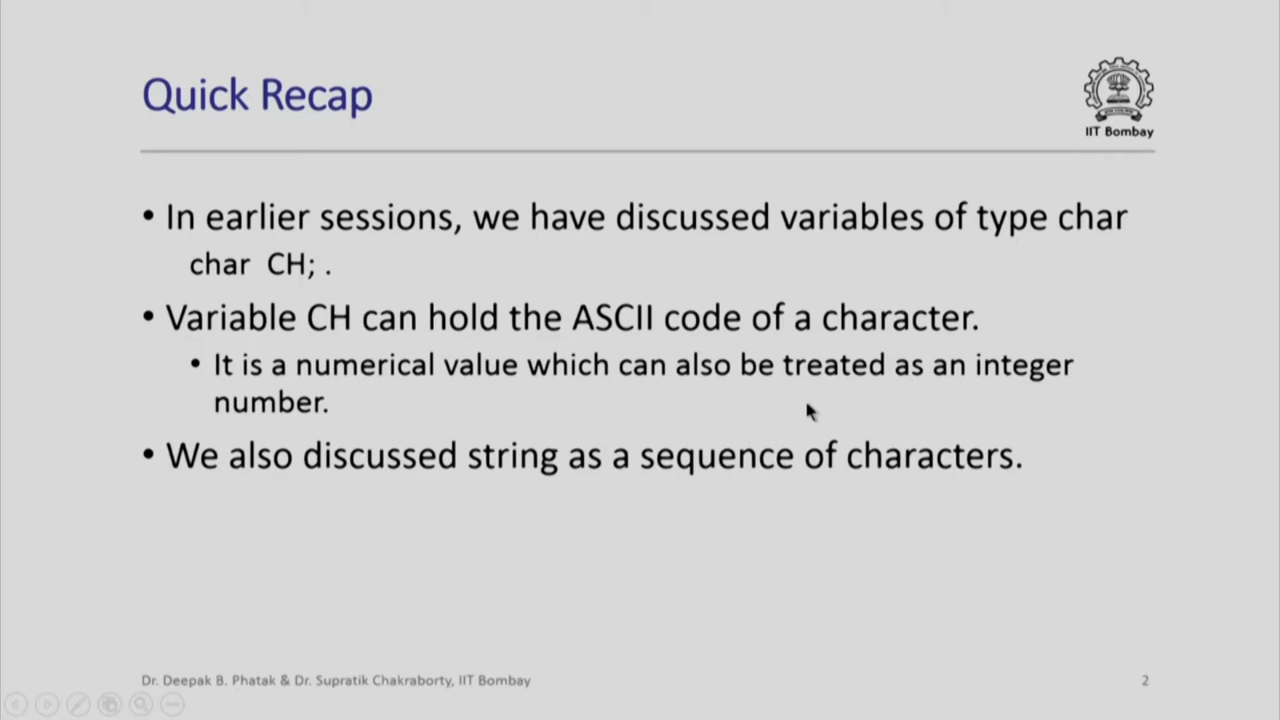 Quick Recap
IIT Bombay
• In earlier sessions, we have discussed variables of type char
char CH; .
• Variable CH can hold the ASCII code of a character.
• It is a numerical value which can also be treated as an integer
number.
• We also discussed string as a sequence of characters.
Dr. Deepak B. Phatak & Dr. Supratik Chakraborty, IIT Bombay
2